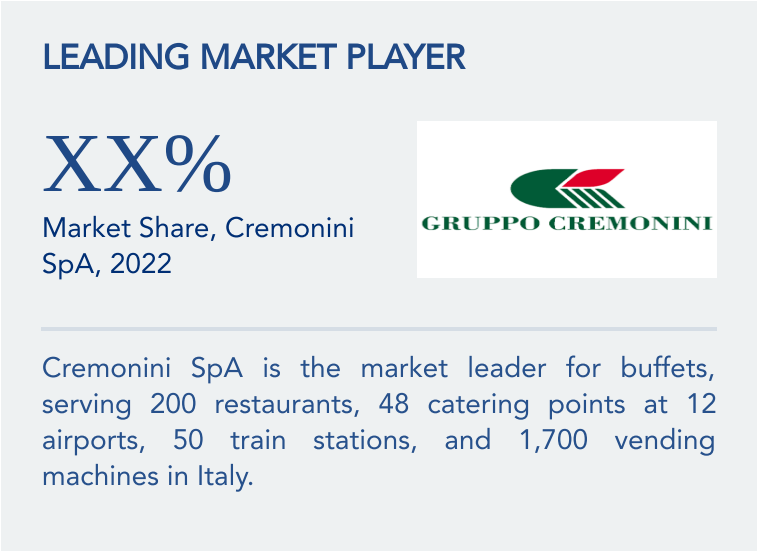 LEADING MARKET PLAYER
XX%
Market Share, Cremonini
SpA, 2022
GRUPPO CREMONINI
Cremonini SpA is the market leader for buffets,
serving 200 restaurants, 48 catering points at 12
airports, 50 train stations, and 1,700 vending
machines in Italy.